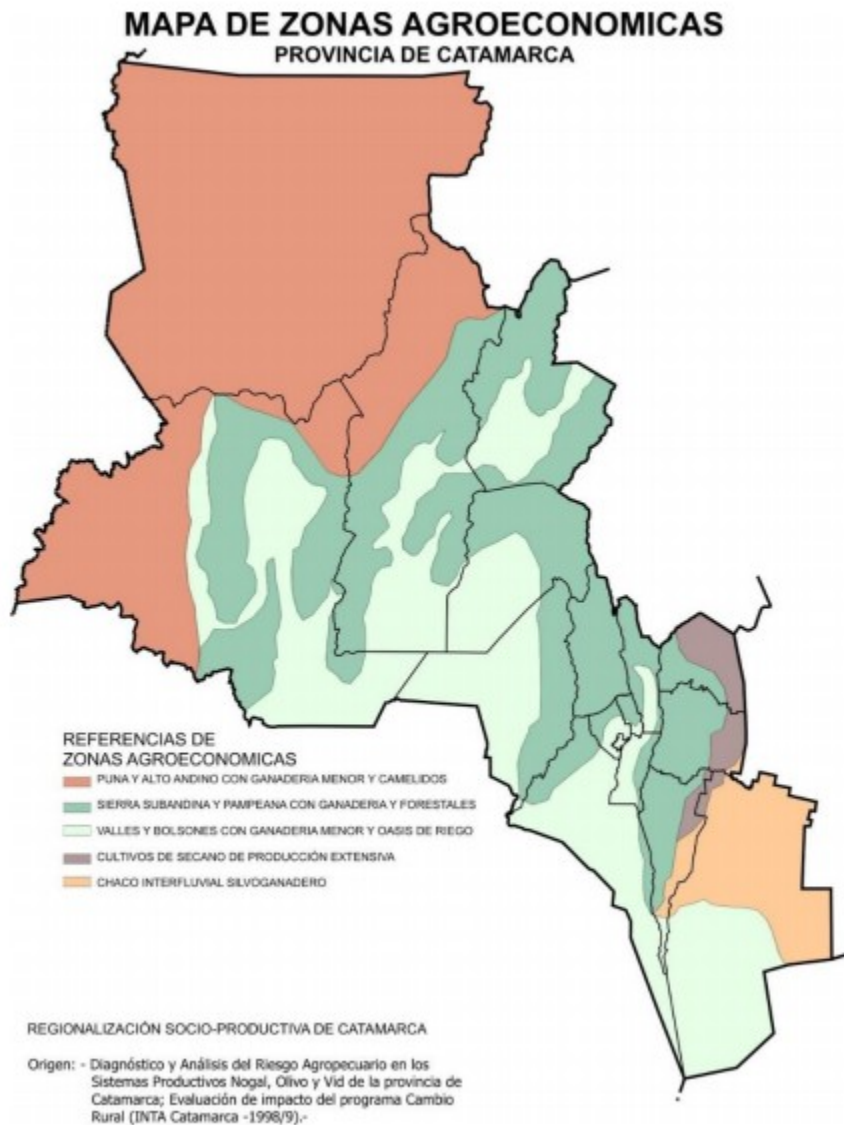 MAPA DE ZONAS AGROECONOMICAS
PROVINCIA DE CATAMARCA
REFERENCIAS DE
ZONAS AGROECONOMICAS
PUNA Y ALTO ANDINO CON GANADERIA MENOR Y CAMELIDOS
SIERRA SUBANDINA Y PAMPEANA CON GANADERIA Y FORESTALES
VALLES Y BOLSONES CON GANADERIA MENOR Y OASIS DE RIEGO
CULTIVOS DE SECANO DE PRODUCCIÓN EXTENSIVA
CHACO INTERFLUVIAL SILVOGANADERO
REGIONALIZACIÓN SOCIO-PRODUCTIVA DE CATAMARCA
Origen: - Diagnóstico y Análisis del Riesgo Agropecuario en los
Sistemas Productivos Nogal, Olivo y Vid de la provincia de
Catamarca; Evaluación de impacto del programa Cambio
Rural (INTA Catamarca -1998/9).-